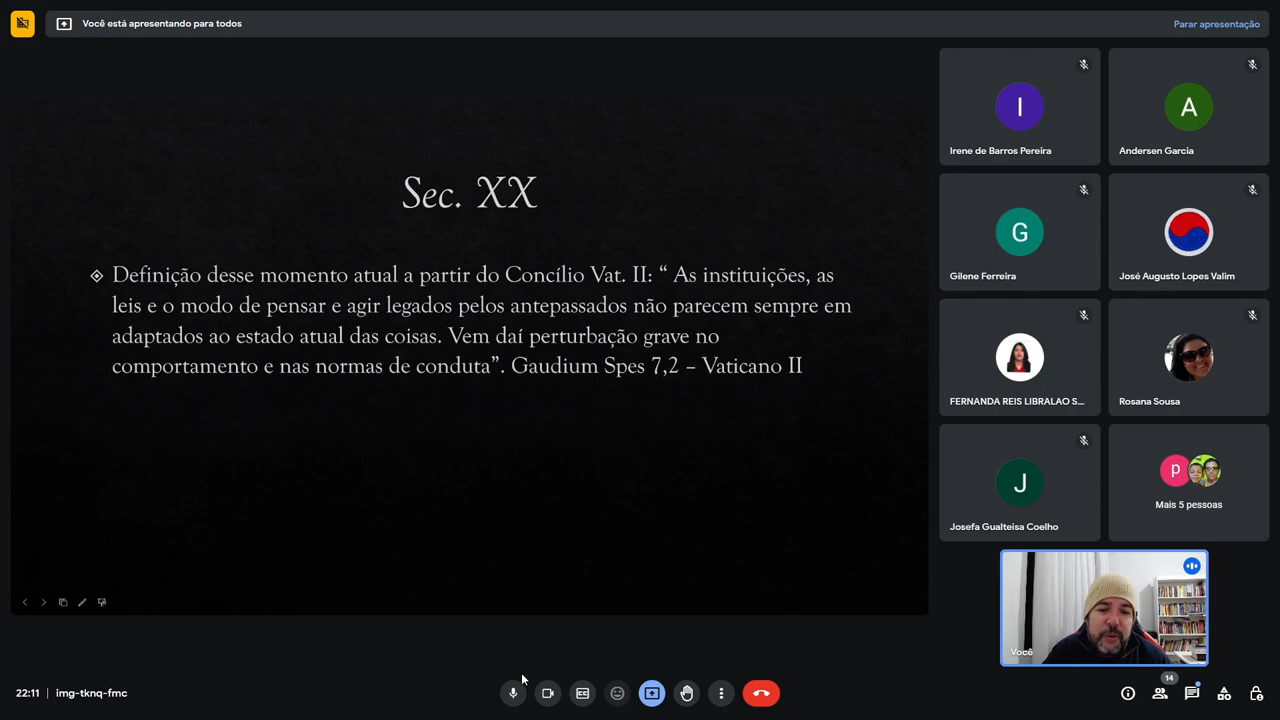 Você está apresentando para todos
Parar apresentação
Sec. XX
Definição desse momento atual a partir do Concílio Vat. II: “ As instituições, as
leis e o modo de pensar e agir legados pelos antepassados não parecem sempre em
adaptados ao estado atual das coisas. Vem daí perturbação grave no
comportamento e nas normas de conduta”. Gaudium Spes 7,2 – Vaticano II
I
Irene de Barros Pereira
A
Andersen Garcia
G
Gilene Ferreira
José Augusto Lopes Valim
FERNANDA REIS LIBRALAO S...
Rosana Sousa
J
Josefa Gualteisa Coelho
p
Mais 5 pessoas
Você
22:11
img-tknq-fmc
14